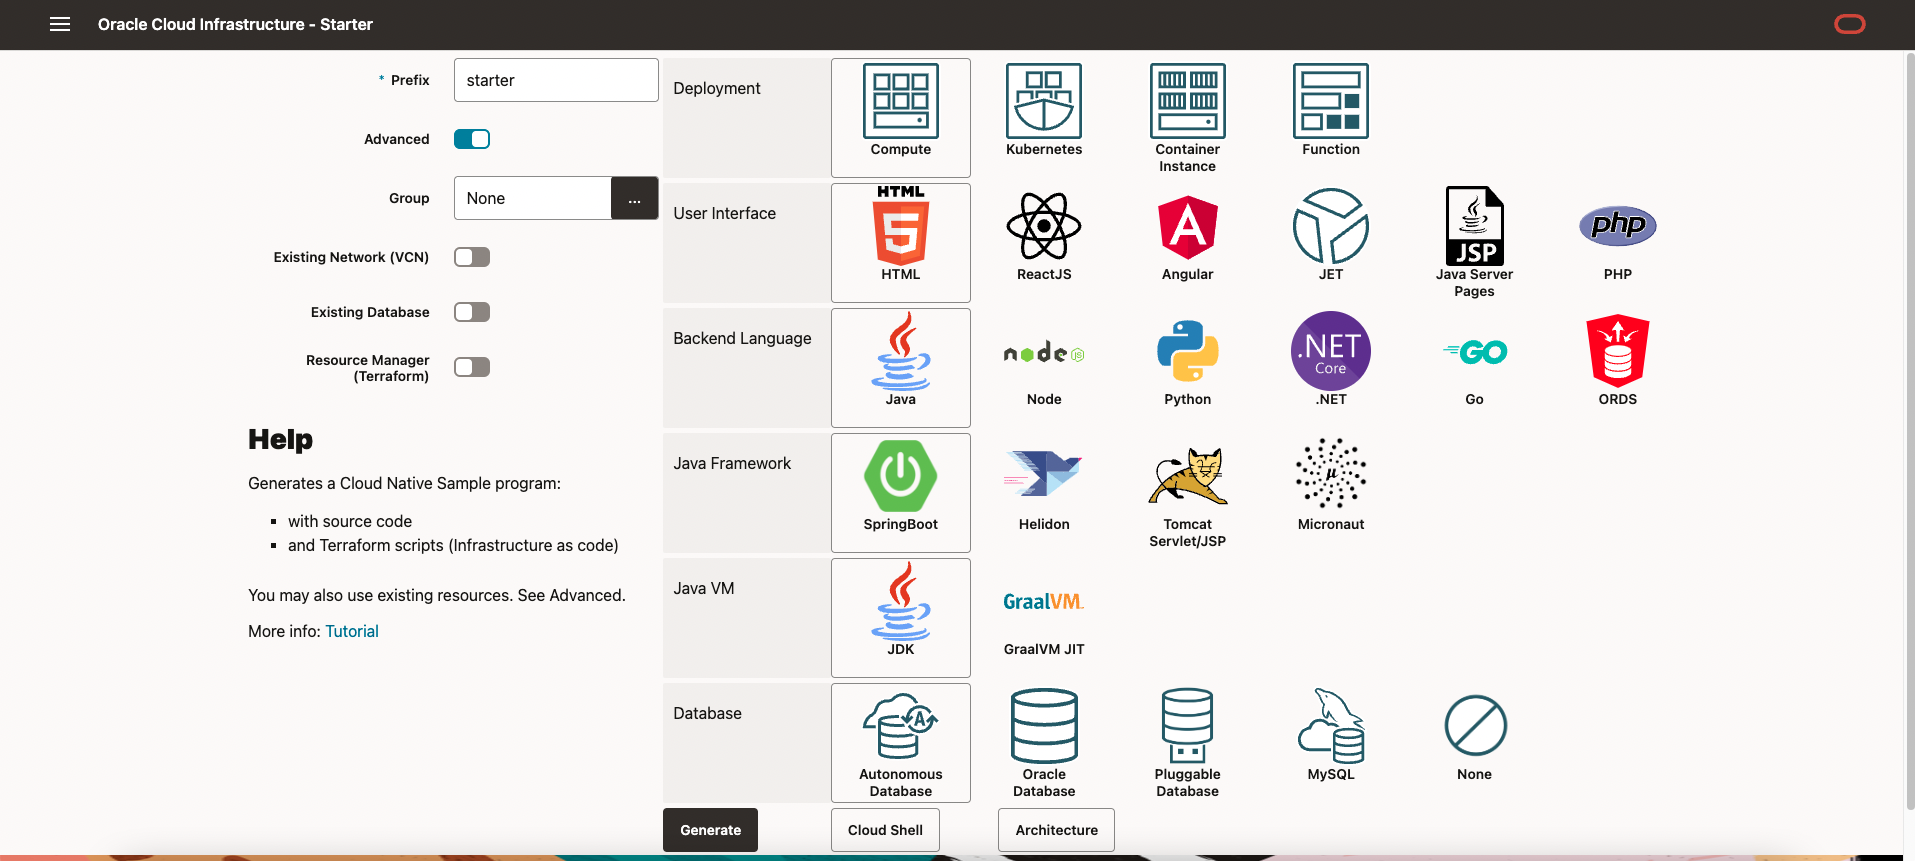 Oracle Cloud Infrastructure - Starter
* Prefix
starter
Advanced
Group
None
...
Existing Network (VCN)
Existing Database
Resource Manager
(Terraform)
Help
Generates a Cloud Native Sample program:
with source code
and Terraform scripts (Infrastructure as code)
You may also use existing resources. See Advanced.
More info: Tutorial
Deployment
Compute
Kubernetes
Container
Instance
Function
User Interface
HTML
5
HTML
ReactJS
A
Angular
JET
JSP
Java Server
Pages
php
PHP
Backend Language
Java
node
JS
Node
Python
.NET
Core
.NET
GO
Go
ORDS
Java Framework
SpringBoot
Helidon
Tomcat
Servlet/JSP
μ
Micronaut
Java VM
JDK
GraalVM.
GraalVM JIT
Database
A
Autonomous
Database
Oracle
Database
Pluggable
Database
MySQL
None
Generate
Cloud Shell
Architecture